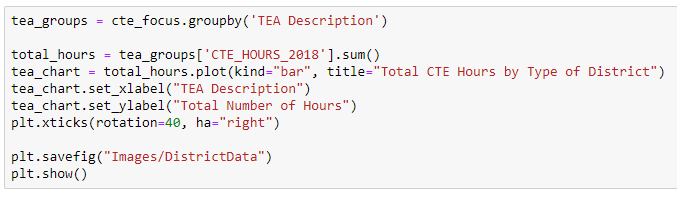 tea_groups = cte_focus.groupby('TEA Description')
total_hours = tea_groups['CTE_HOURS_2018'].sum()
tea_chart = total_hours.plot(kind="bar", title="Total CTE Hours by Type of District")
tea_chart.set_xlabel("TEA Description")
tea_chart.set_ylabel("Total Number of Hours")
plt.xticks(rotation=40, ha="right")
plt.savefig("Images/DistrictData")
plt.show()